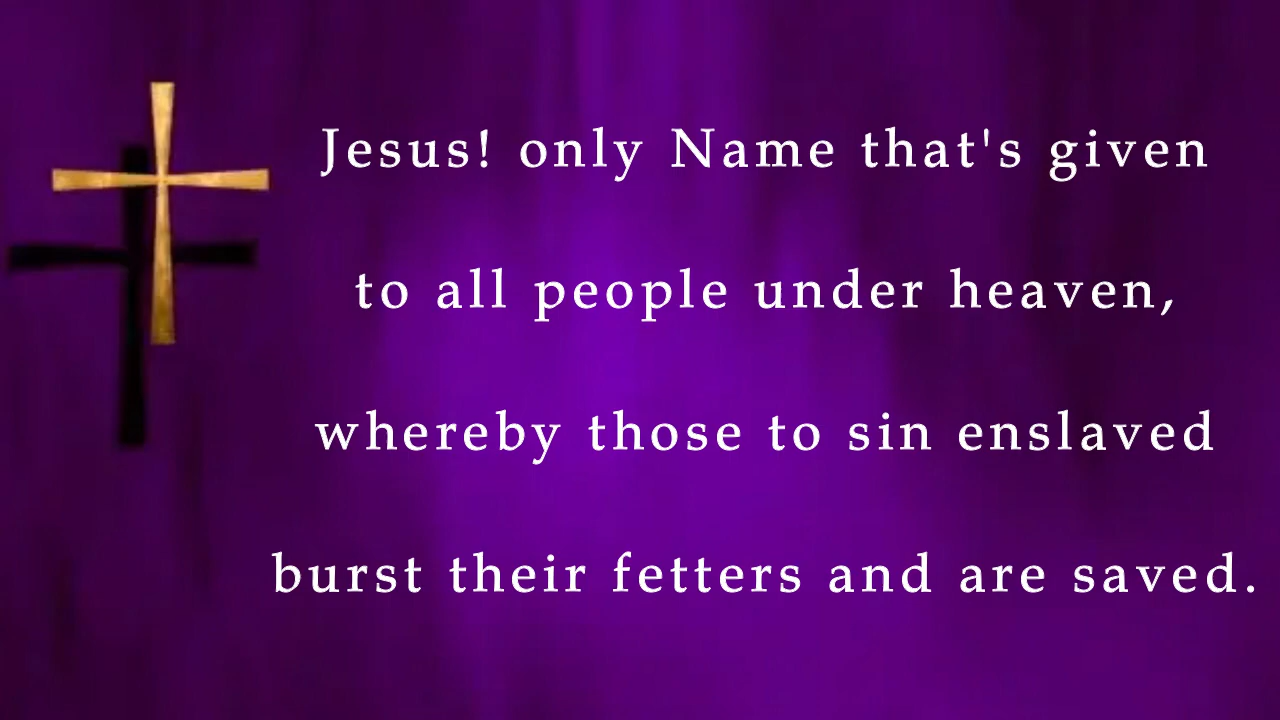 Jesus! only Name that's given
to all people under heaven,
whereby those to sin enslaved
burst their fetters and are saved.